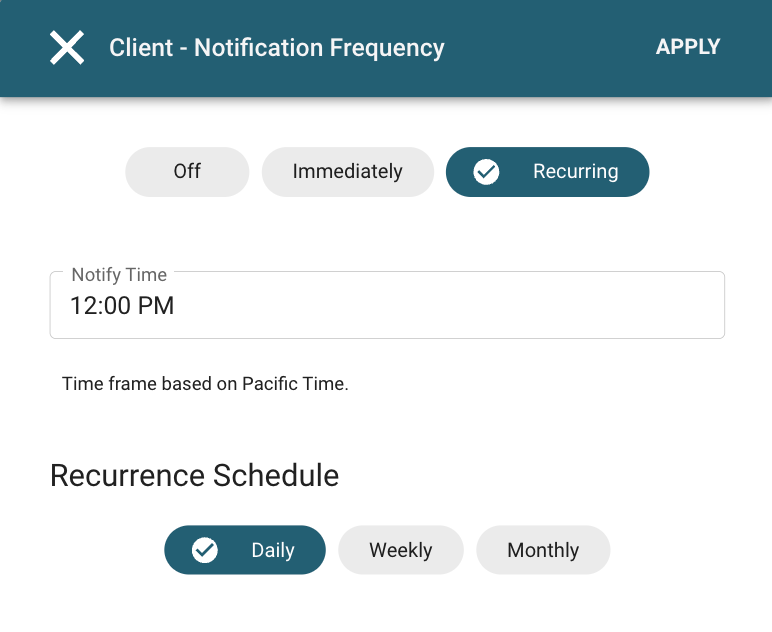 Client - Notification Frequency APPLY
Off Immediately Recurring
Notify Time
12:00 PM
Time frame based on Pacific Time.
Recurrence Schedule
Daily Weekly Monthly